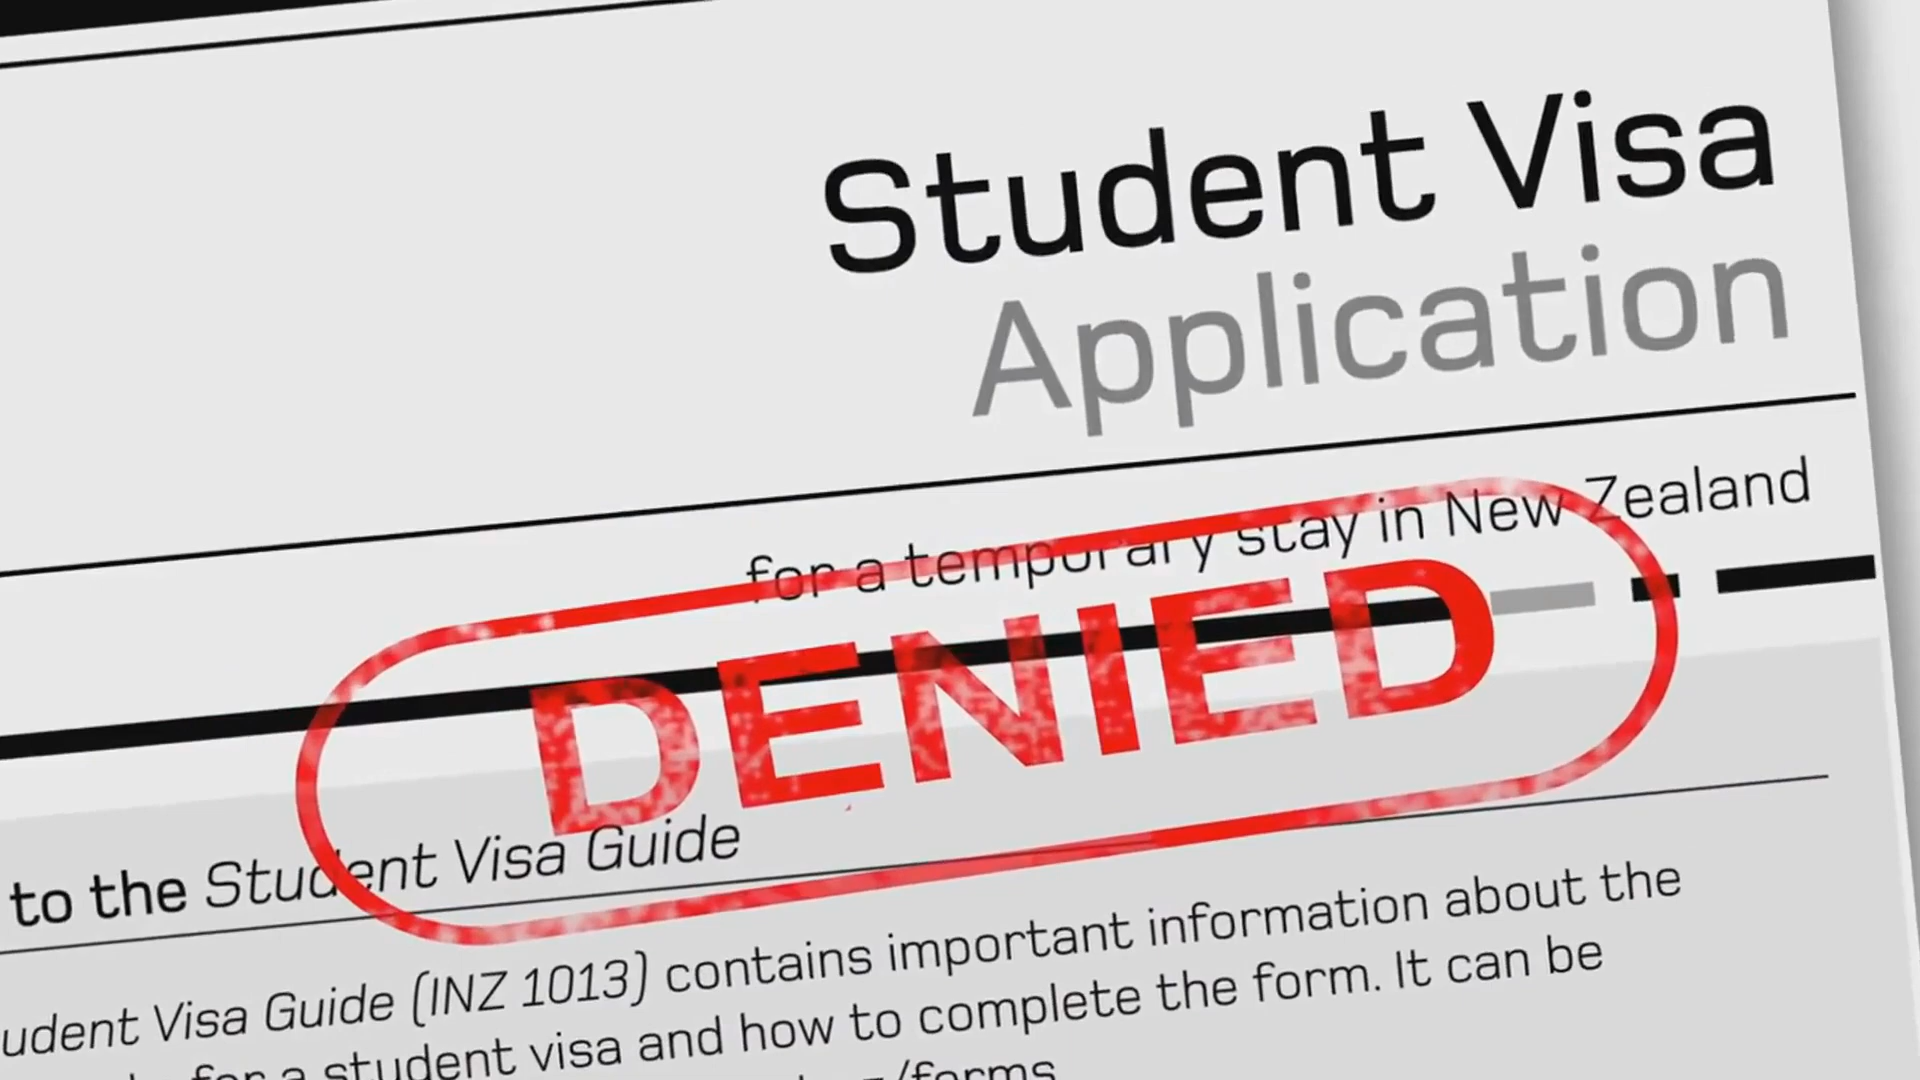 Student Visa
Application
for a temporary stay in New Zealand
DENIED
to the Student Visa Guide
udent Visa Guide (INZ 1013) contains important information about the
for a student visa and how to complete the form. It can be
/forms